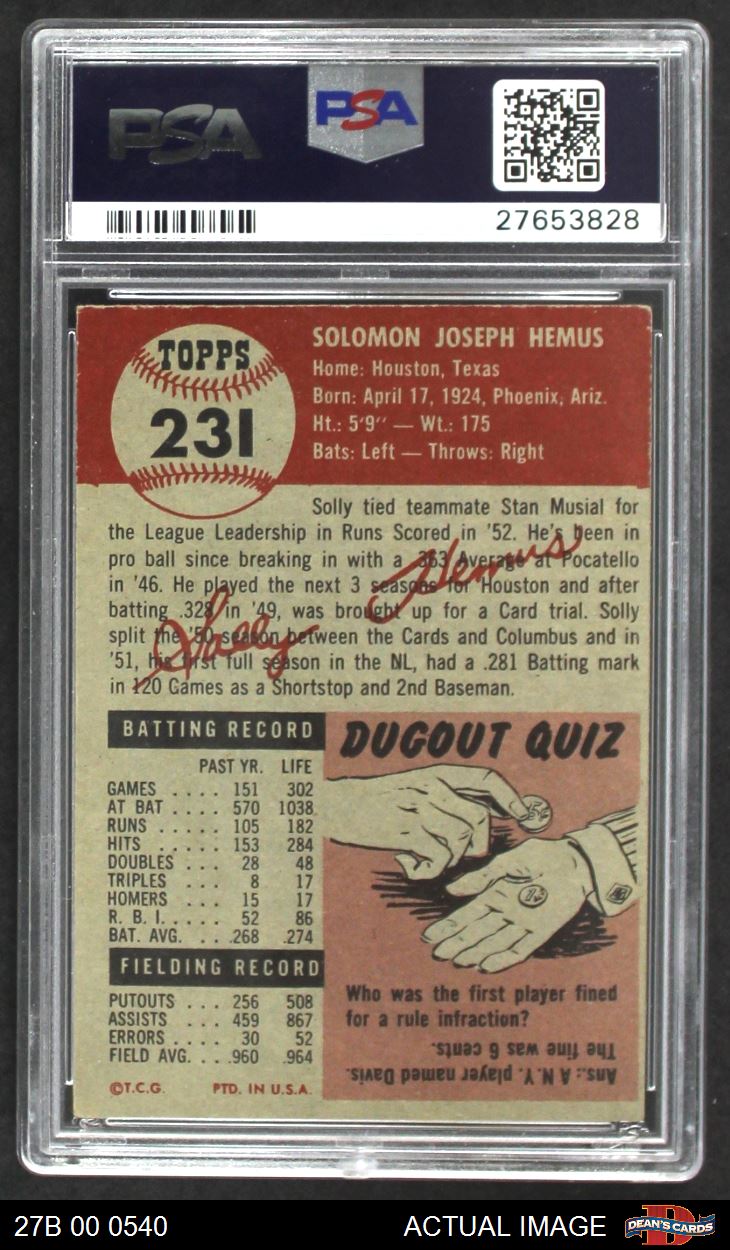 PSA
PSA
27653828
TOPPS
231
SOLOMON JOSEPH HEMUS
Home: Houston, Texas
Born: April 17, 1924, Phoenix, Ariz.
Ht.: 5'9" — Wt.: 175
Bats: Left — Throws: Right
Solly tied teammate Stan Musial for
the League Leadership in Runs Scored in '52. He's been in
pro ball since breaking in with a .363 Average at Pocatello
in '46. He played the next 3 seasons for Houston and after
batting .328 in '49, was brought up for a Card trial. Solly
split the '50 season between the Cards and Columbus and in
'51, his first full season in the NL, had a .281 Batting mark
in 120 Games as a Shortstop and 2nd Baseman.
Solly Hemus
BATTING RECORD
PAST YR. LIFE
GAMES .... 151 302
AT BAT .... 570 1038
RUNS ..... 105 182
HITS ..... 153 284
DOUBLES ... 28 48
TRIPLES ... 8 17
HOMERS ... 15 17
R. B. I. .... 52 86
BAT. AVG. ... .268 .274
FIELDING RECORD
PUTOUTS ... 256 508
ASSISTS ... 459 867
ERRORS .... 30 52
FIELD AVG. ... .960 .964
©T.C.G. PTD. IN U.S.A.
DUGOUT QUIZ
5¢
1¢
Who was the first player fined
for a rule infraction?
Ans.: A N.Y. player named Davis.
The fine was 6 cents.
27B 00 0540
ACTUAL IMAGE
D
DEAN'S CARDS